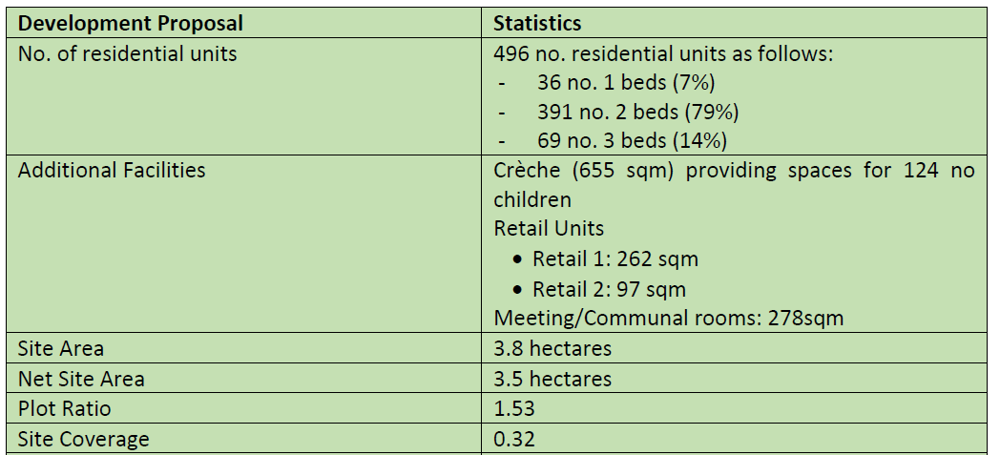 Development Proposal
Statistics
No. of residential units
496 no. residential units as follows:
- 36 no. 1 beds (7%)
- 391 no. 2 beds (79%)
- 69 no. 3 beds (14%)
Additional Facilities
Crèche (655 sqm) providing spaces for 124 no
children
Retail Units
• Retail 1: 262 sqm
• Retail 2: 97 sqm
Meeting/Communal rooms: 278sqm
Site Area
3.8 hectares
Net Site Area
3.5 hectares
Plot Ratio
1.53
Site Coverage
0.32